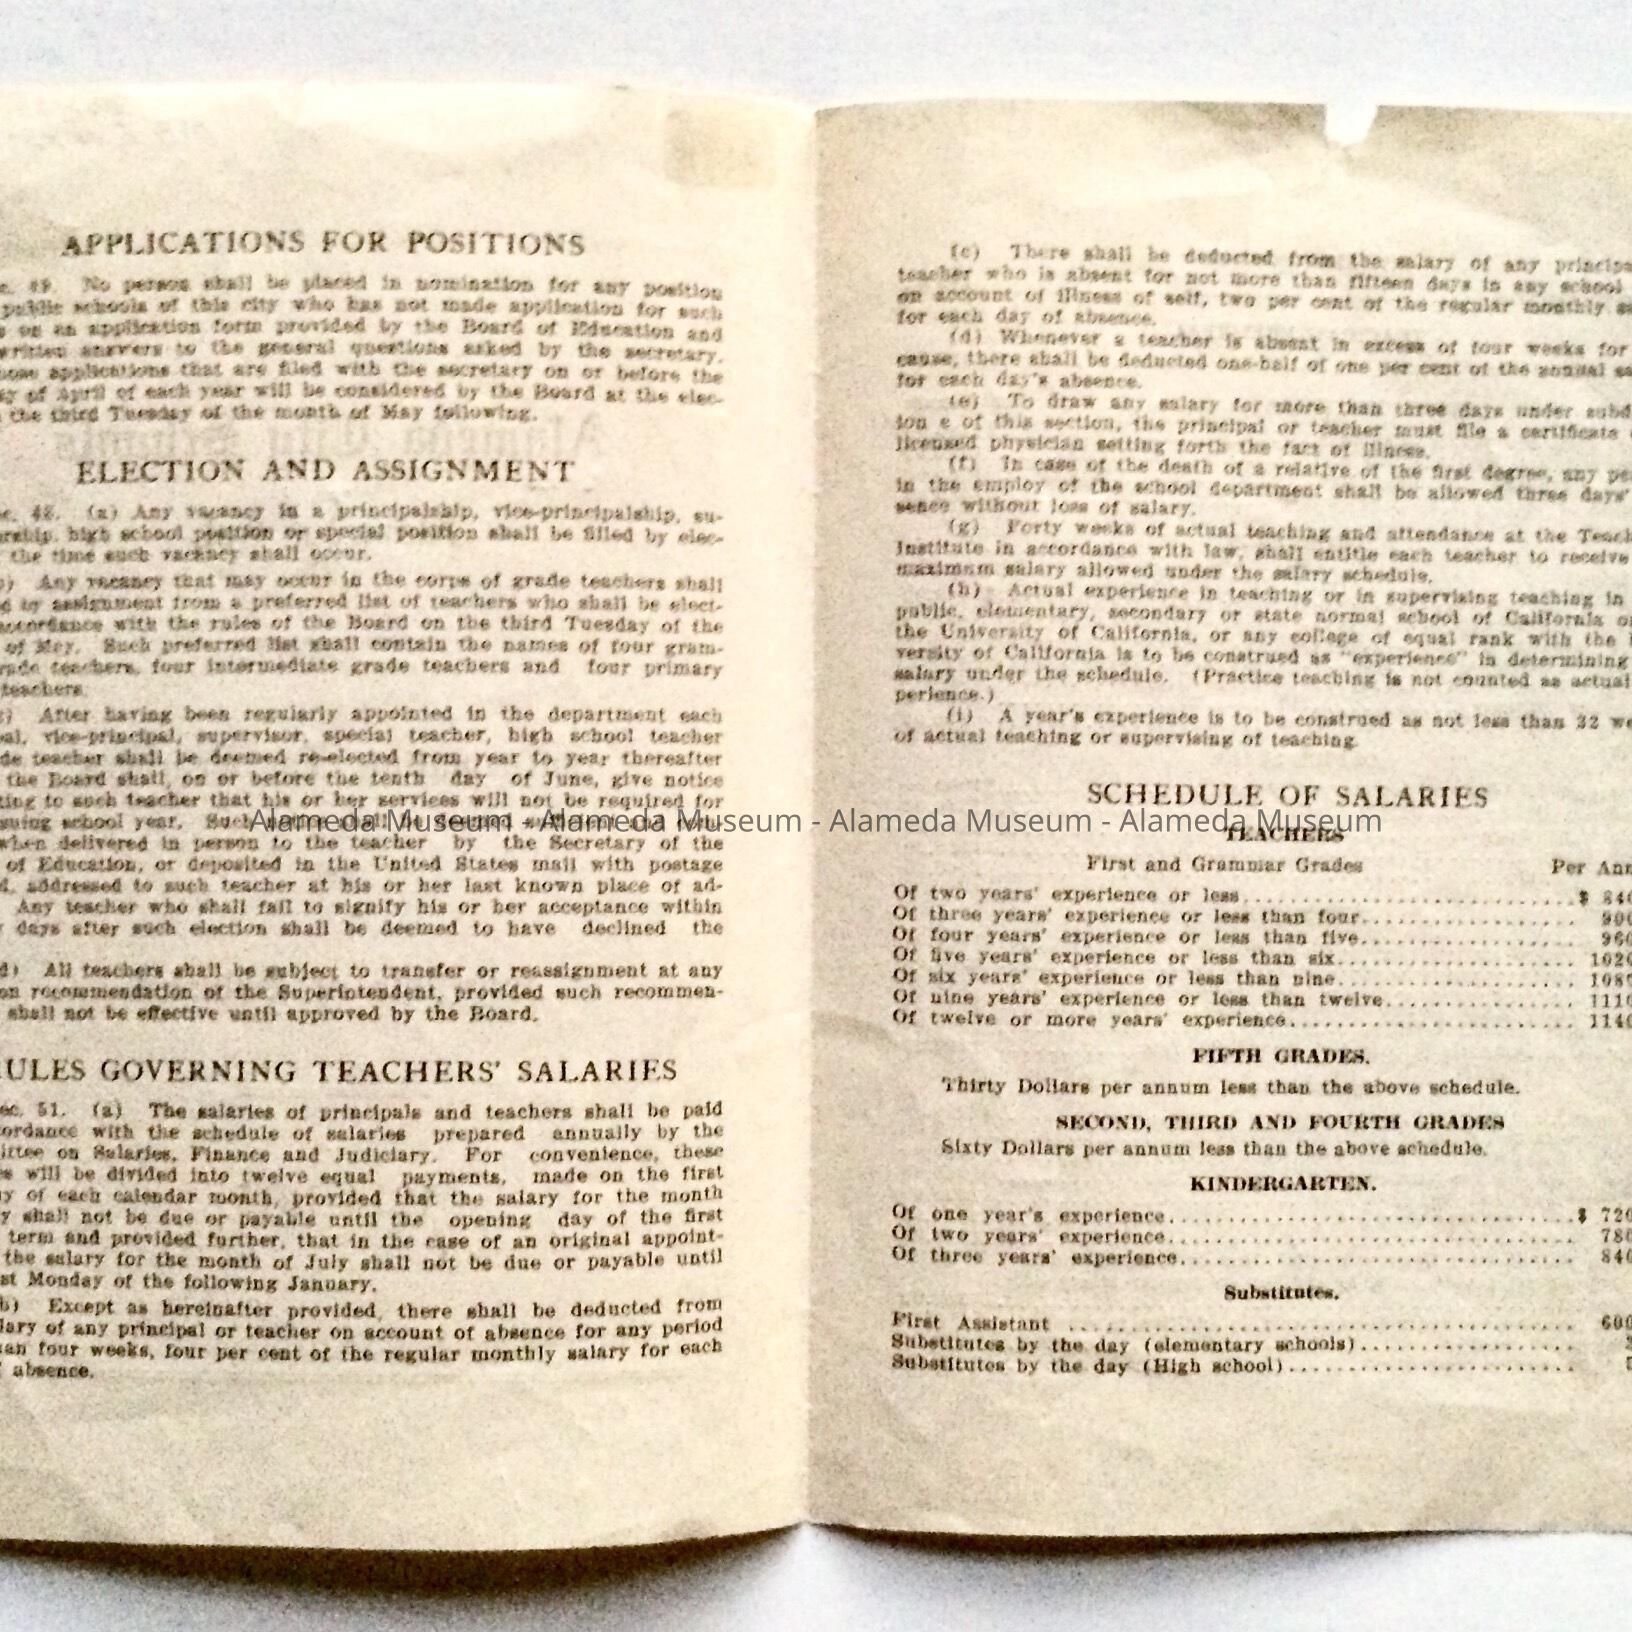 APPLICATIONS FOR POSITIONS
No person shall be placed in nomination for any position
public schools of this city who has not made application for such
on an application form provided by the Board of Education and
written answers to the general questions asked by the secretary.
applications that are filed with the secretary on or before the
of April of each year will be considered by the Board at the elec-
the third Tuesday of the month of May following.
ELECTION AND ASSIGNMENT
(a) Any vacancy in a principalship, vice-principalship, su-
high school position or special position shall be filled by elec-
the time such vacancy shall occur.
Any vacancy that may occur in the corps of grade teachers shall
by assignment from a preferred list of teachers who shall be elect-
accordance with the rules of the Board on the third Tuesday of the
of May. Such preferred list shall contain the names of four gram-
teachers, four intermediate grade teachers and four primary
teachers
After having been regularly appointed in the department each
vice-principal, supervisor, special teacher, high school teacher
teacher shall be deemed re-elected from year to year thereafter
the Board shall, on or before the tenth day of June, give notice
to such teacher that his or her services will not be required for
school year. Such
when delivered in person to the teacher by the Secretary of the
of Education, or deposited in the United States mail with postage
addressed to such teacher at his or her last known place of ad-
Any teacher who shall fail to signify his or her acceptance within
days after such election shall be deemed to have declined the
All teachers shall be subject to transfer or reassignment at any
on recommendation of the Superintendent, provided such recommen-
shall not be effective until approved by the Board.
RULES GOVERNING TEACHERS' SALARIES
51. (a) The salaries of principals and teachers shall be paid
with the schedule of salaries prepared annually by the
on Salaries, Finance and Judiciary. For convenience, these
will be divided into twelve equal payments, made on the first
of each calendar month, provided that the salary for the month
shall not be due or payable until the opening day of the first
term and provided further, that in the case of an original appoint-
the salary for the month of July shall not be due or payable until
Monday of the following January.
Except as hereinafter provided, there shall be deducted from
of any principal or teacher on account of absence for any period
four weeks, four per cent of the regular monthly salary for each
absence.
(c) There shall be deducted from the salary of any principa
teacher who is absent for not more than fifteen days in any school
on account of illness of self, two per cent of the regular monthly
for each day of absence.
(d) Whenever a teacher is absent in excess of four weeks for
cause, there shall be deducted one-half of one per cent of the annual
for each day's absence.
(e) To draw any salary for more than three days under subd
ion c of this section, the principal or teacher must file a certificate
licensed physician setting forth the fact of illness.
(f) In case of the death of a relative of the first degree, any
in the employ of the school department shall be allowed three days'
sence without loss of salary.
(g) Forty weeks of actual teaching and attendance at the Teach
Institute in accordance with law, shall entitle each teacher to receive
maximum salary allowed under the salary schedule.
(h) Actual experience in teaching or in supervising teaching in
public, elementary, secondary or state normal school of California
the University of California, or any college of equal rank with the
versity of California is to be construed as "experience" in determining
salary under the schedule. (Practice teaching is not counted as actual
perience.)
(i) A year's experience is to be construed as not less than 32
of actual teaching or supervising of teaching
SCHEDULE OF SALARIES
Alameda Museum - Alameda Museum - Alameda Museum - Alameda Museum
TEACHERS
First and Grammar Grades Per Ann
Of two years' experience or less $ 840
Of three years' experience or less than four 900
Of four years' experience or less than five 960
Of five years' experience or less than six 1020
Of six years' experience or less than nine
Of nine years' experience or less than twelve 1110
Of twelve or more years' experience 1140
FIFTH GRADES.
Thirty Dollars per annum less than the above schedule.
SECOND, THIRD AND FOURTH GRADES
Sixty Dollars per annum less than the above schedule.
KINDERGARTEN.
Of one year's experience $ 720
Of two years' experience 780
Of three years' experience 840
Substitutes.
First Assistant 600
Substitutes by the day (elementary schools)
Substitutes by the day (High school)